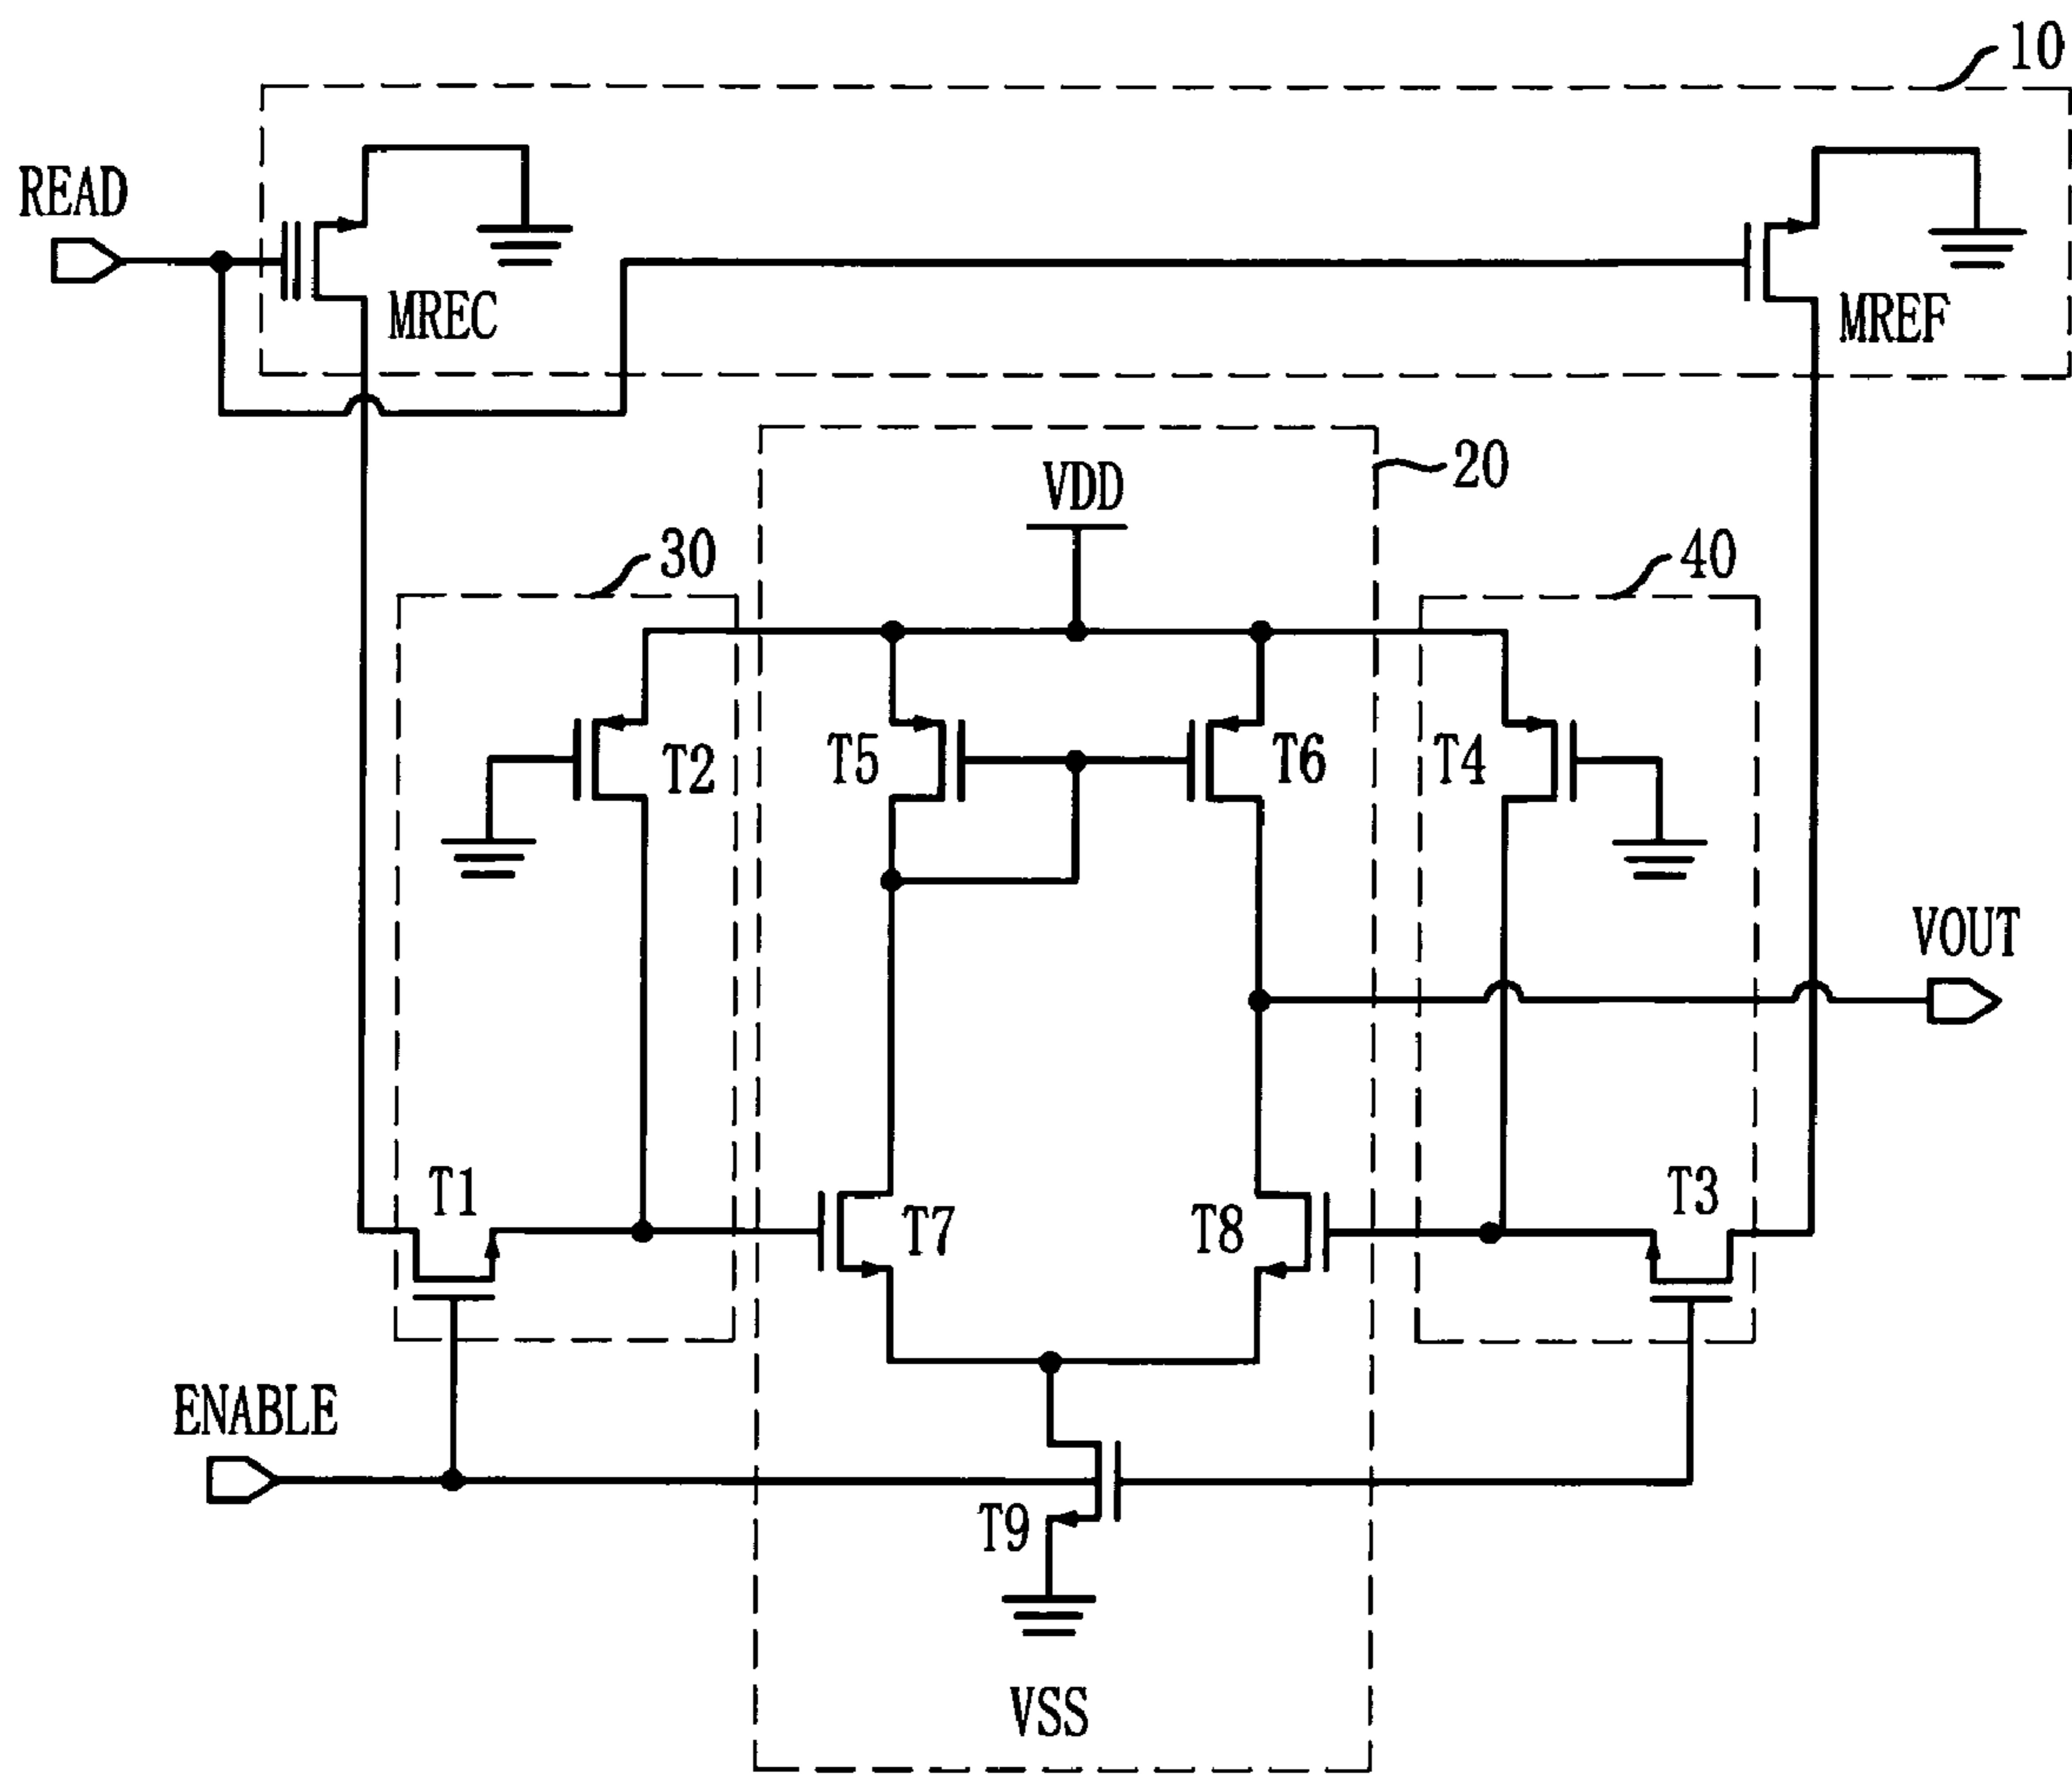 10
READ
MREC
MREF
20
VDD
30
40
T2
T5
T6
T4
VOUT
T1
T7
T8
T3
ENABLE
T9
VSS